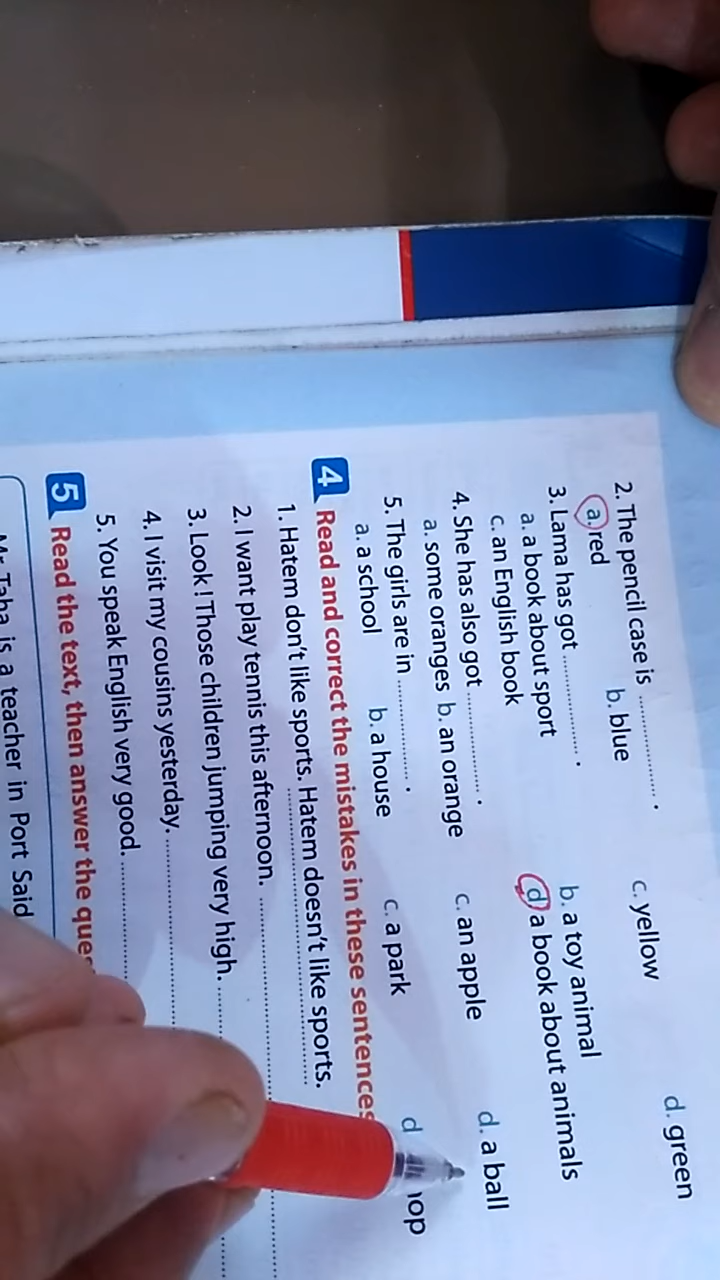 2. The pencil case is .............. .
a. red b. blue c. yellow d. green
3. Lama has got .............. .
a. a book about sport b. a toy animal
c. an English book d. a book about animals
4. She has also got .............. .
a. some oranges b. an orange c. an apple d. a ball
5. The girls are in .............. .
a. a school b. a house c. a park d
4 Read and correct the mistakes in these sentences
1. Hatem don't like sports. Hatem doesn't like sports.
2. I want play tennis this afternoon. ..............
3. Look! Those children jumping very high. ..............
4. I visit my cousins yesterday. ..............
5. You speak English very good. ..............
5 Read the text, then answer the
Mr Taha is a teacher in Port Said